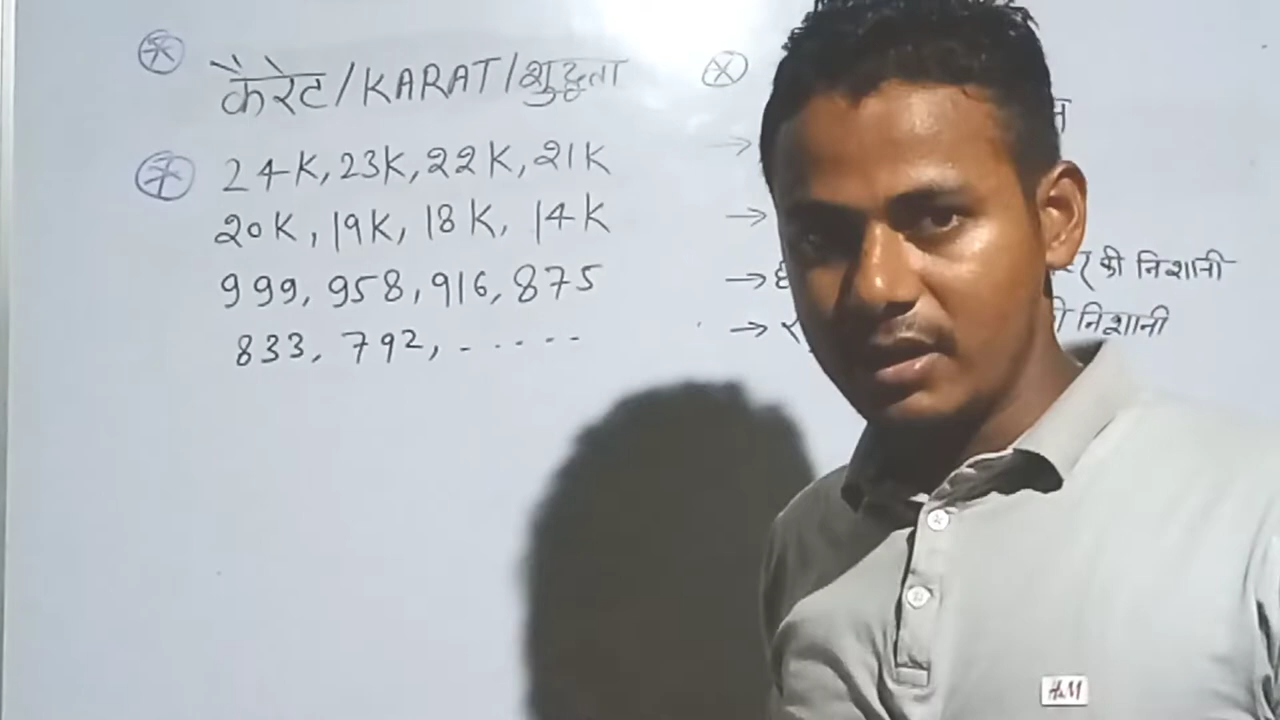 कैरेट/KARAT/शुद्धता
24K, 23K, 22K, 21K
20K, 19K, 18K, 14K
999, 958, 916, 875
833, 792, - . . . . -
की निशानी
निशानी
H&M